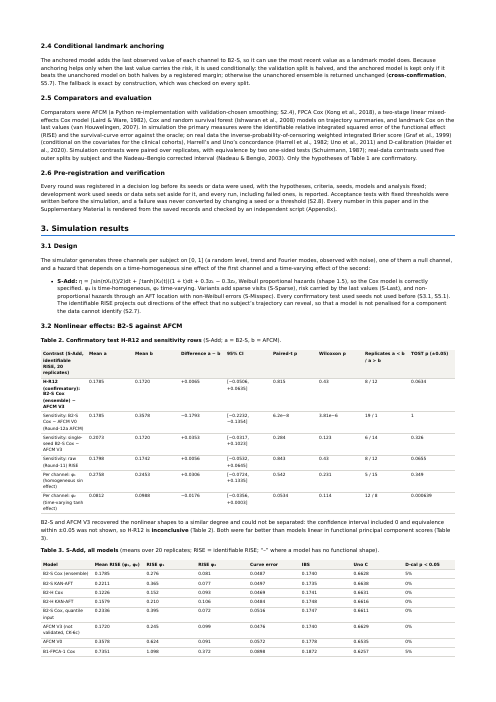 2.4 Conditional landmark anchoring
The anchored model adds the last observed value of each channel to B2-S, so it can use the most recent value as a landmark does. Because
anchoring helps only when the last value carries the risk, it is used conditionally: the validation split is halved, and the anchored model is kept only if it
beats the unanchored model on both halves by a registered margin; otherwise the unanchored ensemble is returned unchanged (cross-confirmation,
S5.7). The fallback is exact by construction, which was checked on every split.
2.5 Comparators and evaluation
Comparators were AFCM (a Python re-implementation with validation-chosen smoothing; S2.4), FPCA Cox (Kong et al., 2018), a two-stage linear mixed-
effects Cox model (Laird & Ware, 1982), Cox and random survival forest (Ishwaran et al., 2008) models on trajectory summaries, and landmark Cox on the
last values (van Houwelingen, 2007). In simulation the primary measures were the identifiable relative integrated squared error of the functional effect
(RISE) and the survival-curve error against the oracle; on real data the inverse-probability-of-censoring weighted integrated Brier score (Graf et al., 1999)
(conditional on the covariates for the clinical cohorts), Harrell's and Uno's concordance (Harrell et al., 1982; Uno et al., 2011) and D-calibration (Haider et
al., 2020). Simulation contrasts were paired over replicates, with equivalence by two one-sided tests (Schuirmann, 1987); real-data contrasts used five
outer splits by subject and the Nadeau–Bengio corrected interval (Nadeau & Bengio, 2003). Only the hypotheses of Table 1 are confirmatory.
2.6 Pre-registration and verification
Every round was registered in a decision log before its seeds or data were used, with the hypotheses, criteria, seeds, models and analysis fixed;
development work used seeds or data sets set aside for it, and every run, including failed ones, is reported. Acceptance tests with fixed thresholds were
written before the simulation, and a failure was never converted by changing a seed or a threshold (S2.8). Every number in this paper and in the
Supplementary Material is rendered from the saved records and checked by an independent script (Appendix).
3. Simulation results
3.1 Design
The simulator generates three channels per subject on [0, 1] (a random level, trend and Fourier modes, observed with noise), one of them a null channel,
and a hazard that depends on a time-homogeneous sine effect of the first channel and a time-varying effect of the second:
• S-Add: η = ∫sin(πX₁(t)/2)dt + ∫tanh(X₂(t))(1 + t)dt + 0.3z₁ − 0.3z₂, Weibull proportional hazards (shape 1.5), so the Cox model is correctly
specified. φ₁ is time-homogeneous, φ₂ time-varying. Variants add sparse visits (S-Sparse), risk carried by the last values (S-Last), and non-
proportional hazards through an AFT location with non-Weibull errors (S-Misspec). Every confirmatory test used seeds not used before (S3.1, S5.1).
The identifiable RISE projects out directions of the effect that no subject's trajectory can reveal, so that a model is not penalised for a component
the data cannot identify (S2.7).
3.2 Nonlinear effects: B2-S against AFCM
Table 2. Confirmatory test H-R12 and sensitivity rows (S-Add; a = B2-S, b = AFCM).
Contrast (S-Add, identifiable RISE, 20 replicates) Mean a Mean b Difference a − b 95% CI Paired-t p Wilcoxon p Replicates a < b / a > b TOST p (±0.05)
H-R12 (confirmatory): B2-S Cox (ensemble) − AFCM V3 0.1785 0.1720 +0.0065 [−0.0506, +0.0635] 0.815 0.43 8 / 12 0.0634
Sensitivity: B2-S Cox − AFCM V0 (Round-12a AFCM) 0.1785 0.3578 −0.1793 [−0.2232, −0.1354] 6.2e−8 3.81e−6 19 / 1 1
Sensitivity: single-seed B2-S Cox − AFCM V3 0.2073 0.1720 +0.0353 [−0.0317, +0.1023] 0.284 0.123 6 / 14 0.326
Sensitivity: raw (Round-11) RISE 0.1798 0.1742 +0.0056 [−0.0532, +0.0645] 0.843 0.43 8 / 12 0.0655
Per channel: φ₁ (homogeneous sin effect) 0.2758 0.2453 +0.0306 [−0.0724, +0.1335] 0.542 0.231 5 / 15 0.349
Per channel: φ₂ (time-varying tanh effect) 0.0812 0.0988 −0.0176 [−0.0356, +0.0003] 0.0534 0.114 12 / 8 0.000639
B2-S and AFCM V3 recovered the nonlinear shapes to a similar degree and could not be separated: the confidence interval included 0 and equivalence
within ±0.05 was not shown, so H-R12 is inconclusive (Table 2). Both were far better than models linear in functional principal component scores (Table
3).
Table 3. S-Add, all models (means over 20 replicates; RISE = identifiable RISE; "–" where a model has no functional shape).
Model Mean RISE (φ₁, φ₂) RISE φ₁ RISE φ₂ Curve error IBS Uno C D-cal p < 0.05
B2-S Cox (ensemble) 0.1785 0.276 0.081 0.0487 0.1740 0.6628 5%
B2-S KAN-AFT 0.2211 0.365 0.077 0.0497 0.1735 0.6638 0%
B2-H Cox 0.1226 0.152 0.093 0.0469 0.1741 0.6631 0%
B2-H KAN-AFT 0.1579 0.210 0.106 0.0484 0.1748 0.6616 0%
B2-S Cox, quantile input 0.2336 0.395 0.072 0.0516 0.1747 0.6611 0%
AFCM V3 (not validated, CR-6c) 0.1720 0.245 0.099 0.0476 0.1740 0.6629 0%
AFCM V0 0.3578 0.624 0.091 0.0572 0.1778 0.6535 0%
B1-FPCA-1 Cox 0.7351 1.098 0.372 0.0898 0.1872 0.6257 5%